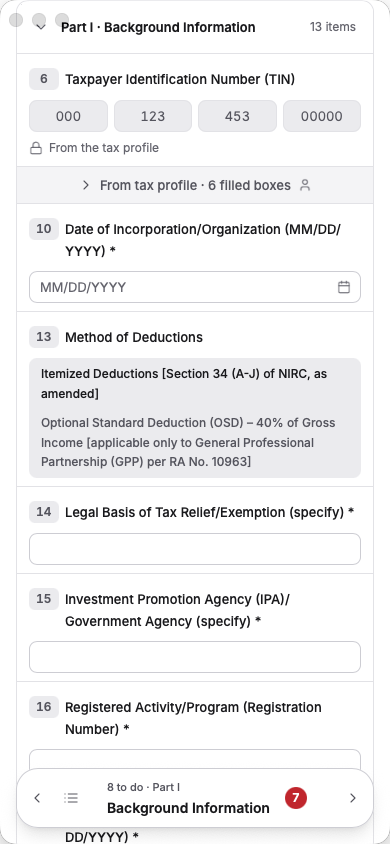 Part I · Background Information 13 items
6 Taxpayer Identification Number (TIN)
000 123 453 00000
From the tax profile
From tax profile · 6 filled boxes
10 Date of Incorporation/Organization (MM/DD/
YYYY) *
MM/DD/YYYY
13 Method of Deductions
Itemized Deductions [Section 34 (A-J) of NIRC, as
amended]
Optional Standard Deduction (OSD) – 40% of Gross
Income [applicable only to General Professional
Partnership (GPP) per RA No. 10963]
14 Legal Basis of Tax Relief/Exemption (specify) *
15 Investment Promotion Agency (IPA)/
Government Agency (specify) *
16 Registered Activity/Program (Registration
Number) *
8 to do · Part I
Background Information 7
DD/YYYY) *